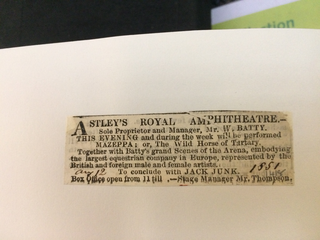 ASTLEY'S ROYAL AMPHITHEATRE.—
Sole Proprietor and Manager, Mr. W. BATTY.
THIS EVENING and during the week will be performed
MAZEPPA; or, The Wild Horse of Tartary.
Together with Batty's grand Scenes of the Arena, embodying
the largest equestrian company in Europe, represented by the
British and foreign male and female artists.
Aug 12 To conclude with JACK JUNK. 1851
Box Office open from 11 till .—Stage Manager Mr. Thompson.